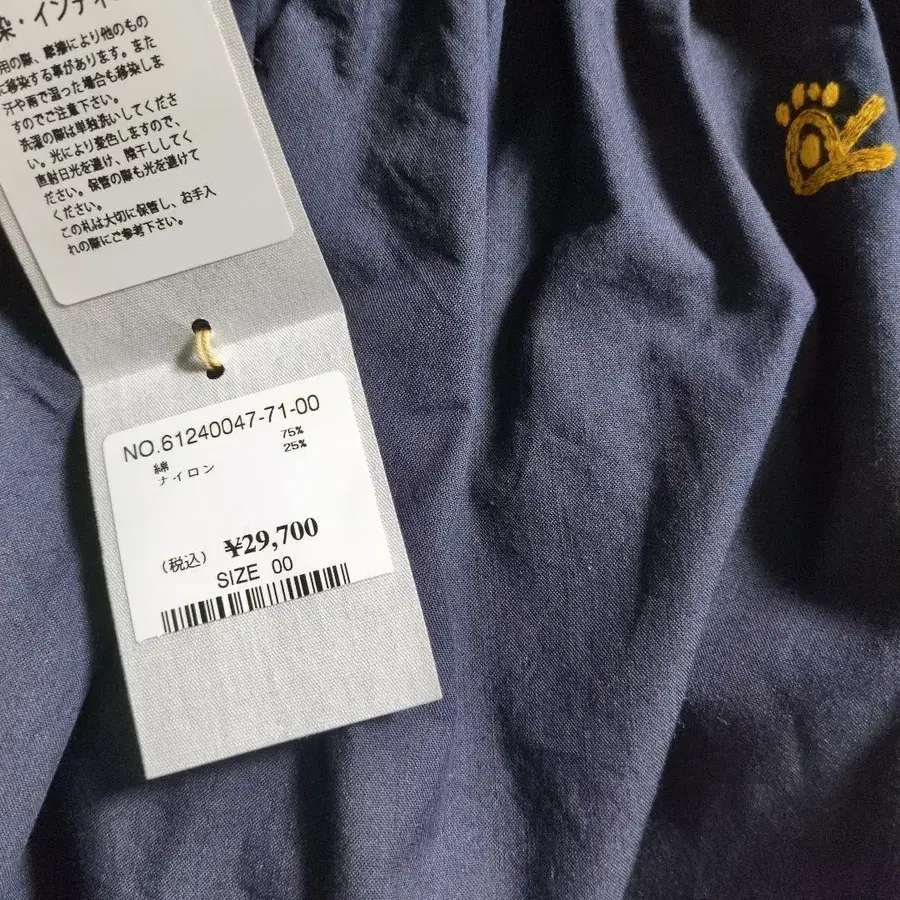 染・インディ
用の際、摩擦により他のもの
に移染する事があります。また
汗や雨で湿った場合も移染しま
すのでご注意下さい。
洗濯の際は単独洗いしてくださ
い。光により変色しますので、
直射日光を避け、陰干ししてく
ださい。保管の際も光を避けて
ください。
この札は大切に保管し、お手入
れの際にご参考下さい。
NO.61240047-71-00
綿 75%
ナイロン 25%
(税込) ¥29,700
SIZE 00